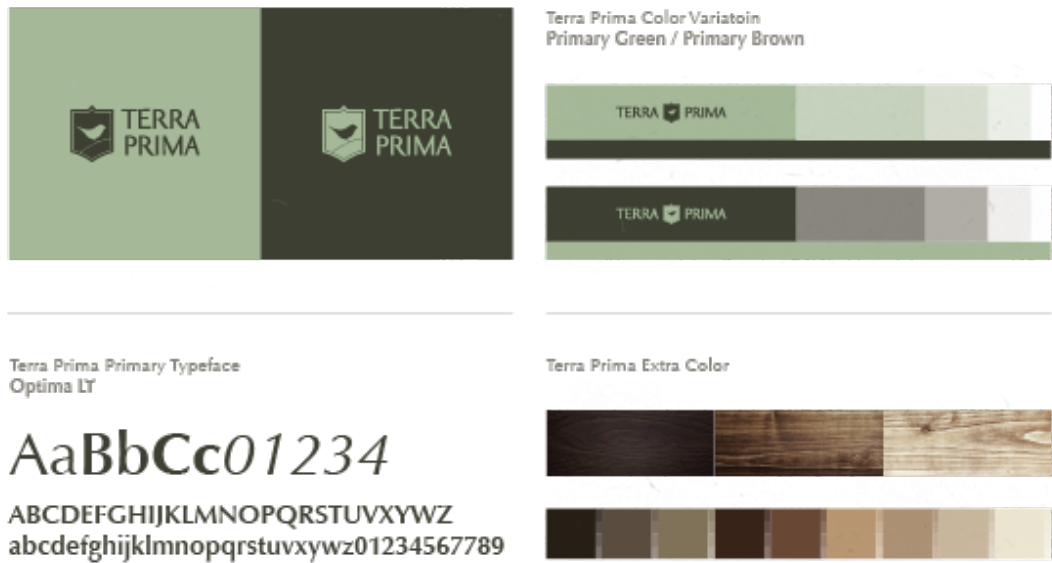 TERRA
PRIMA
TERRA
PRIMA
Terra Prima Color Variatoin
Primary Green / Primary Brown
TERRA PRIMA
TERRA PRIMA
Terra Prima Primary Typeface
Optima LT
AaBbCc01234
ABCDEFGHIJKLMNOPQRSTUVXYWZ
abcdefghijklmnopqrstuvxywz01234567789
Terra Prima Extra Color